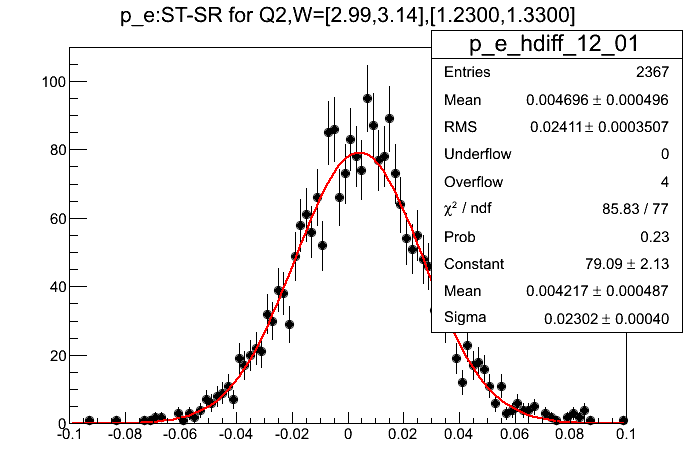 p_e:ST-SR for Q2,W=[2.99,3.14],[1.2300,1.3300]
p_e_hdiff_12_01
Entries 2367
Mean 0.004696 ± 0.000496
RMS 0.02411 ± 0.0003507
Underflow 0
Overflow 4
χ² / ndf 85.83 / 77
Prob 0.23
Constant 79.09 ± 2.13
Mean 0.004217 ± 0.000487
Sigma 0.02302 ± 0.00040
100
80
60
40
20
0
-0.1 -0.08 -0.06 -0.04 -0.02 0 0.02 0.04 0.06 0.08 0.1